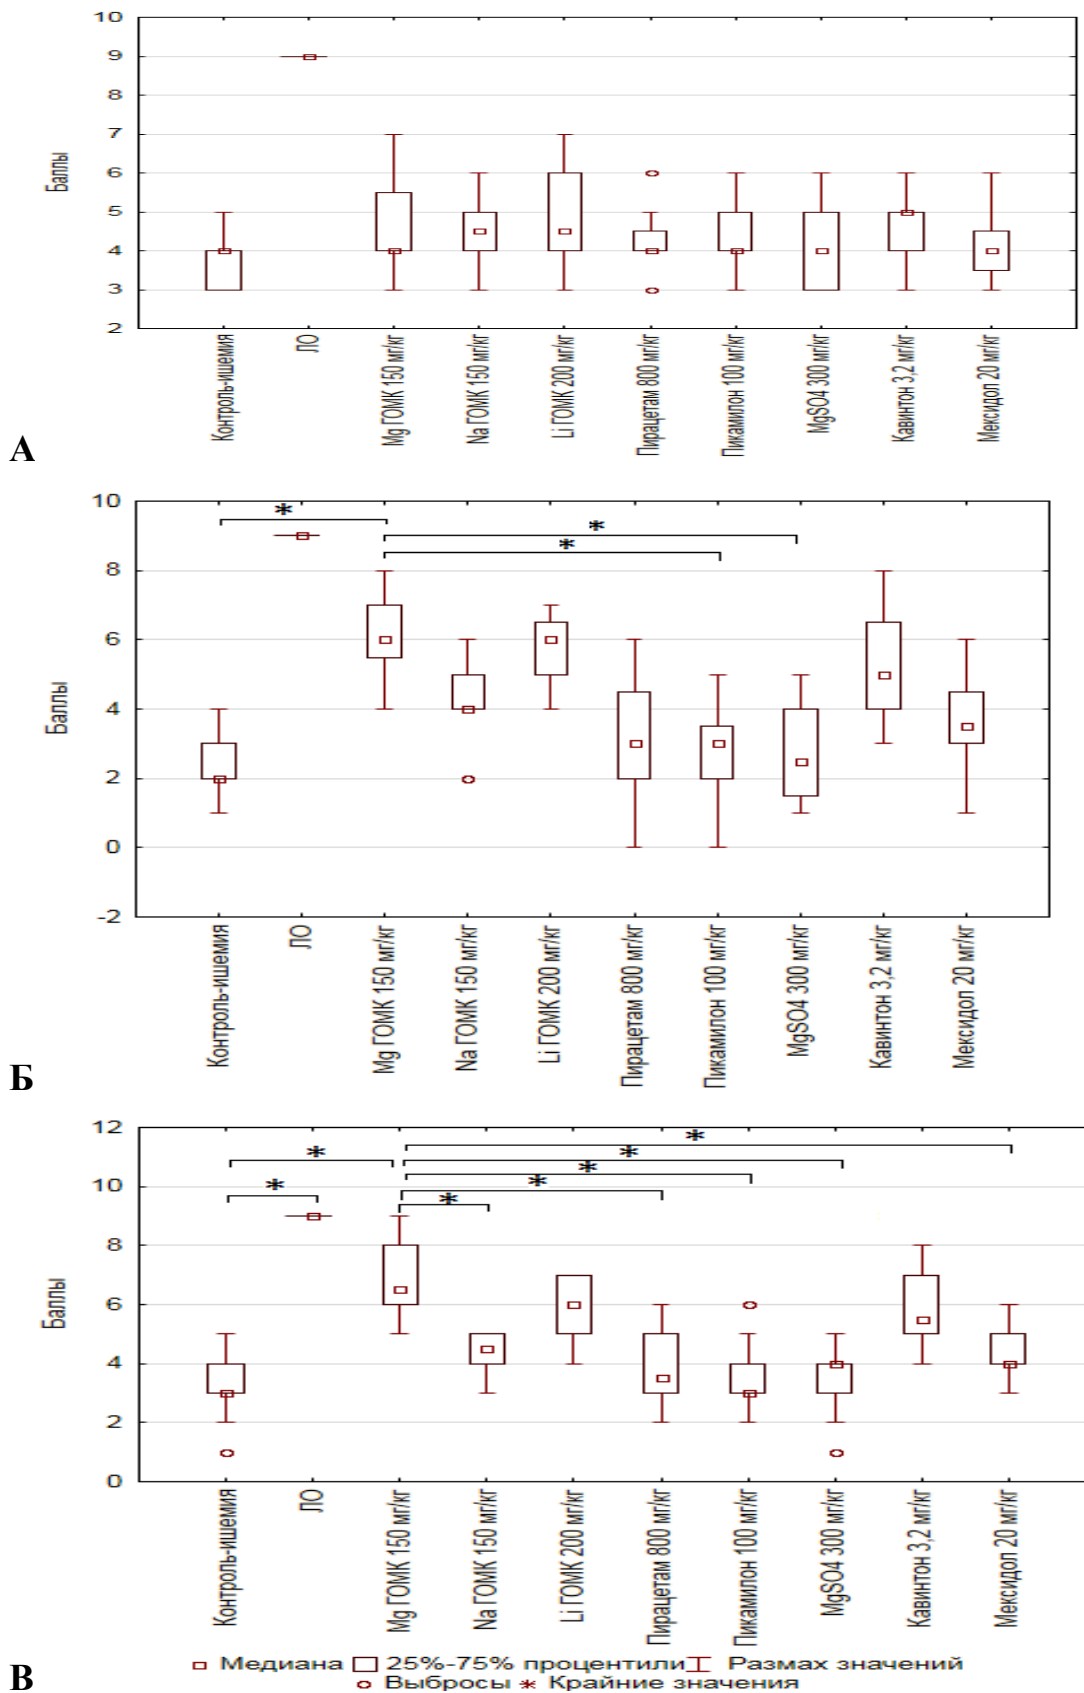 10
9
8
7
6
5
4
3
2
Баллы
Контроль-ишемия
ЛО
Mg ГОМК 150 мг/кг
Na ГОМК 150 мг/кг
Li ГОМК 200 мг/кг
Пирацетам 800 мг/кг
Пикамилон 100 мг/кг
MgSO4 300 мг/кг
Кавинтон 3,2 мг/кг
Мексидол 20 мг/кг
А
10
8
6
4
2
0
-2
Баллы
*
*
*
Контроль-ишемия
ЛО
Mg ГОМК 150 мг/кг
Na ГОМК 150 мг/кг
Li ГОМК 200 мг/кг
Пирацетам 800 мг/кг
Пикамилон 100 мг/кг
MgSO4 300 мг/кг
Кавинтон 3,2 мг/кг
Мексидол 20 мг/кг
Б
12
10
8
6
4
2
0
Баллы
*
*
*
*
*
*
*
Контроль-ишемия
ЛО
Mg ГОМК 150 мг/кг
Na ГОМК 150 мг/кг
Li ГОМК 200 мг/кг
Пирацетам 800 мг/кг
Пикамилон 100 мг/кг
MgSO4 300 мг/кг
Кавинтон 3,2 мг/кг
Мексидол 20 мг/кг
В
Медиана 25%-75% процентили Размах значений
Выбросы * Крайние значения